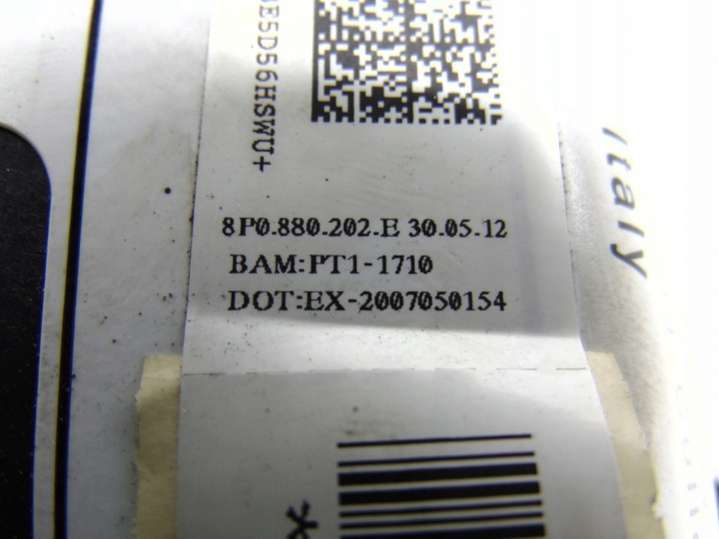 E5D56HSWU+
8P0.880.202.E 30.05.12
BAM:PT1-1710
DOT:EX-2007050154
Italy
*